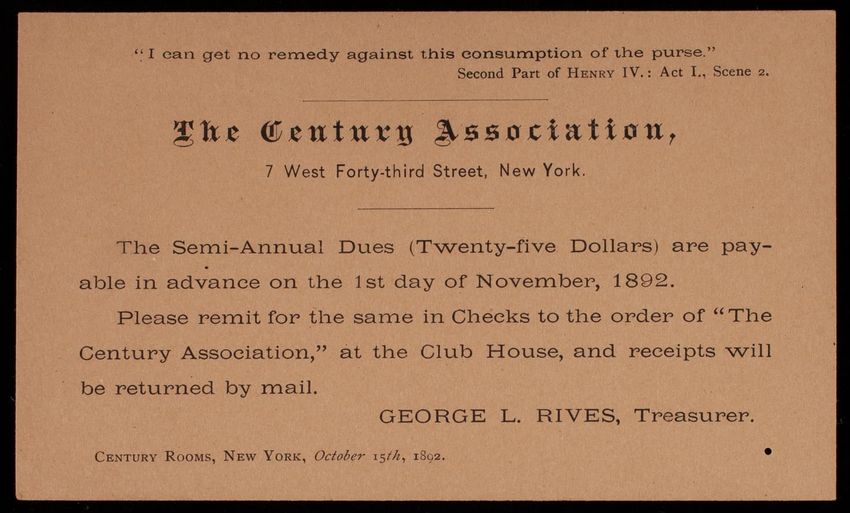 “I can get no remedy against this consumption of the purse.”
Second Part of HENRY IV.: Act I., Scene 2.
The Century Association,
7 West Forty-third Street, New York.
The Semi-Annual Dues (Twenty-five Dollars) are pay-
able in advance on the 1st day of November, 1892.
Please remit for the same in Checks to the order of “The
Century Association,” at the Club House, and receipts will
be returned by mail.
GEORGE L. RIVES, Treasurer.
CENTURY ROOMS, NEW YORK, October 15th, 1892.